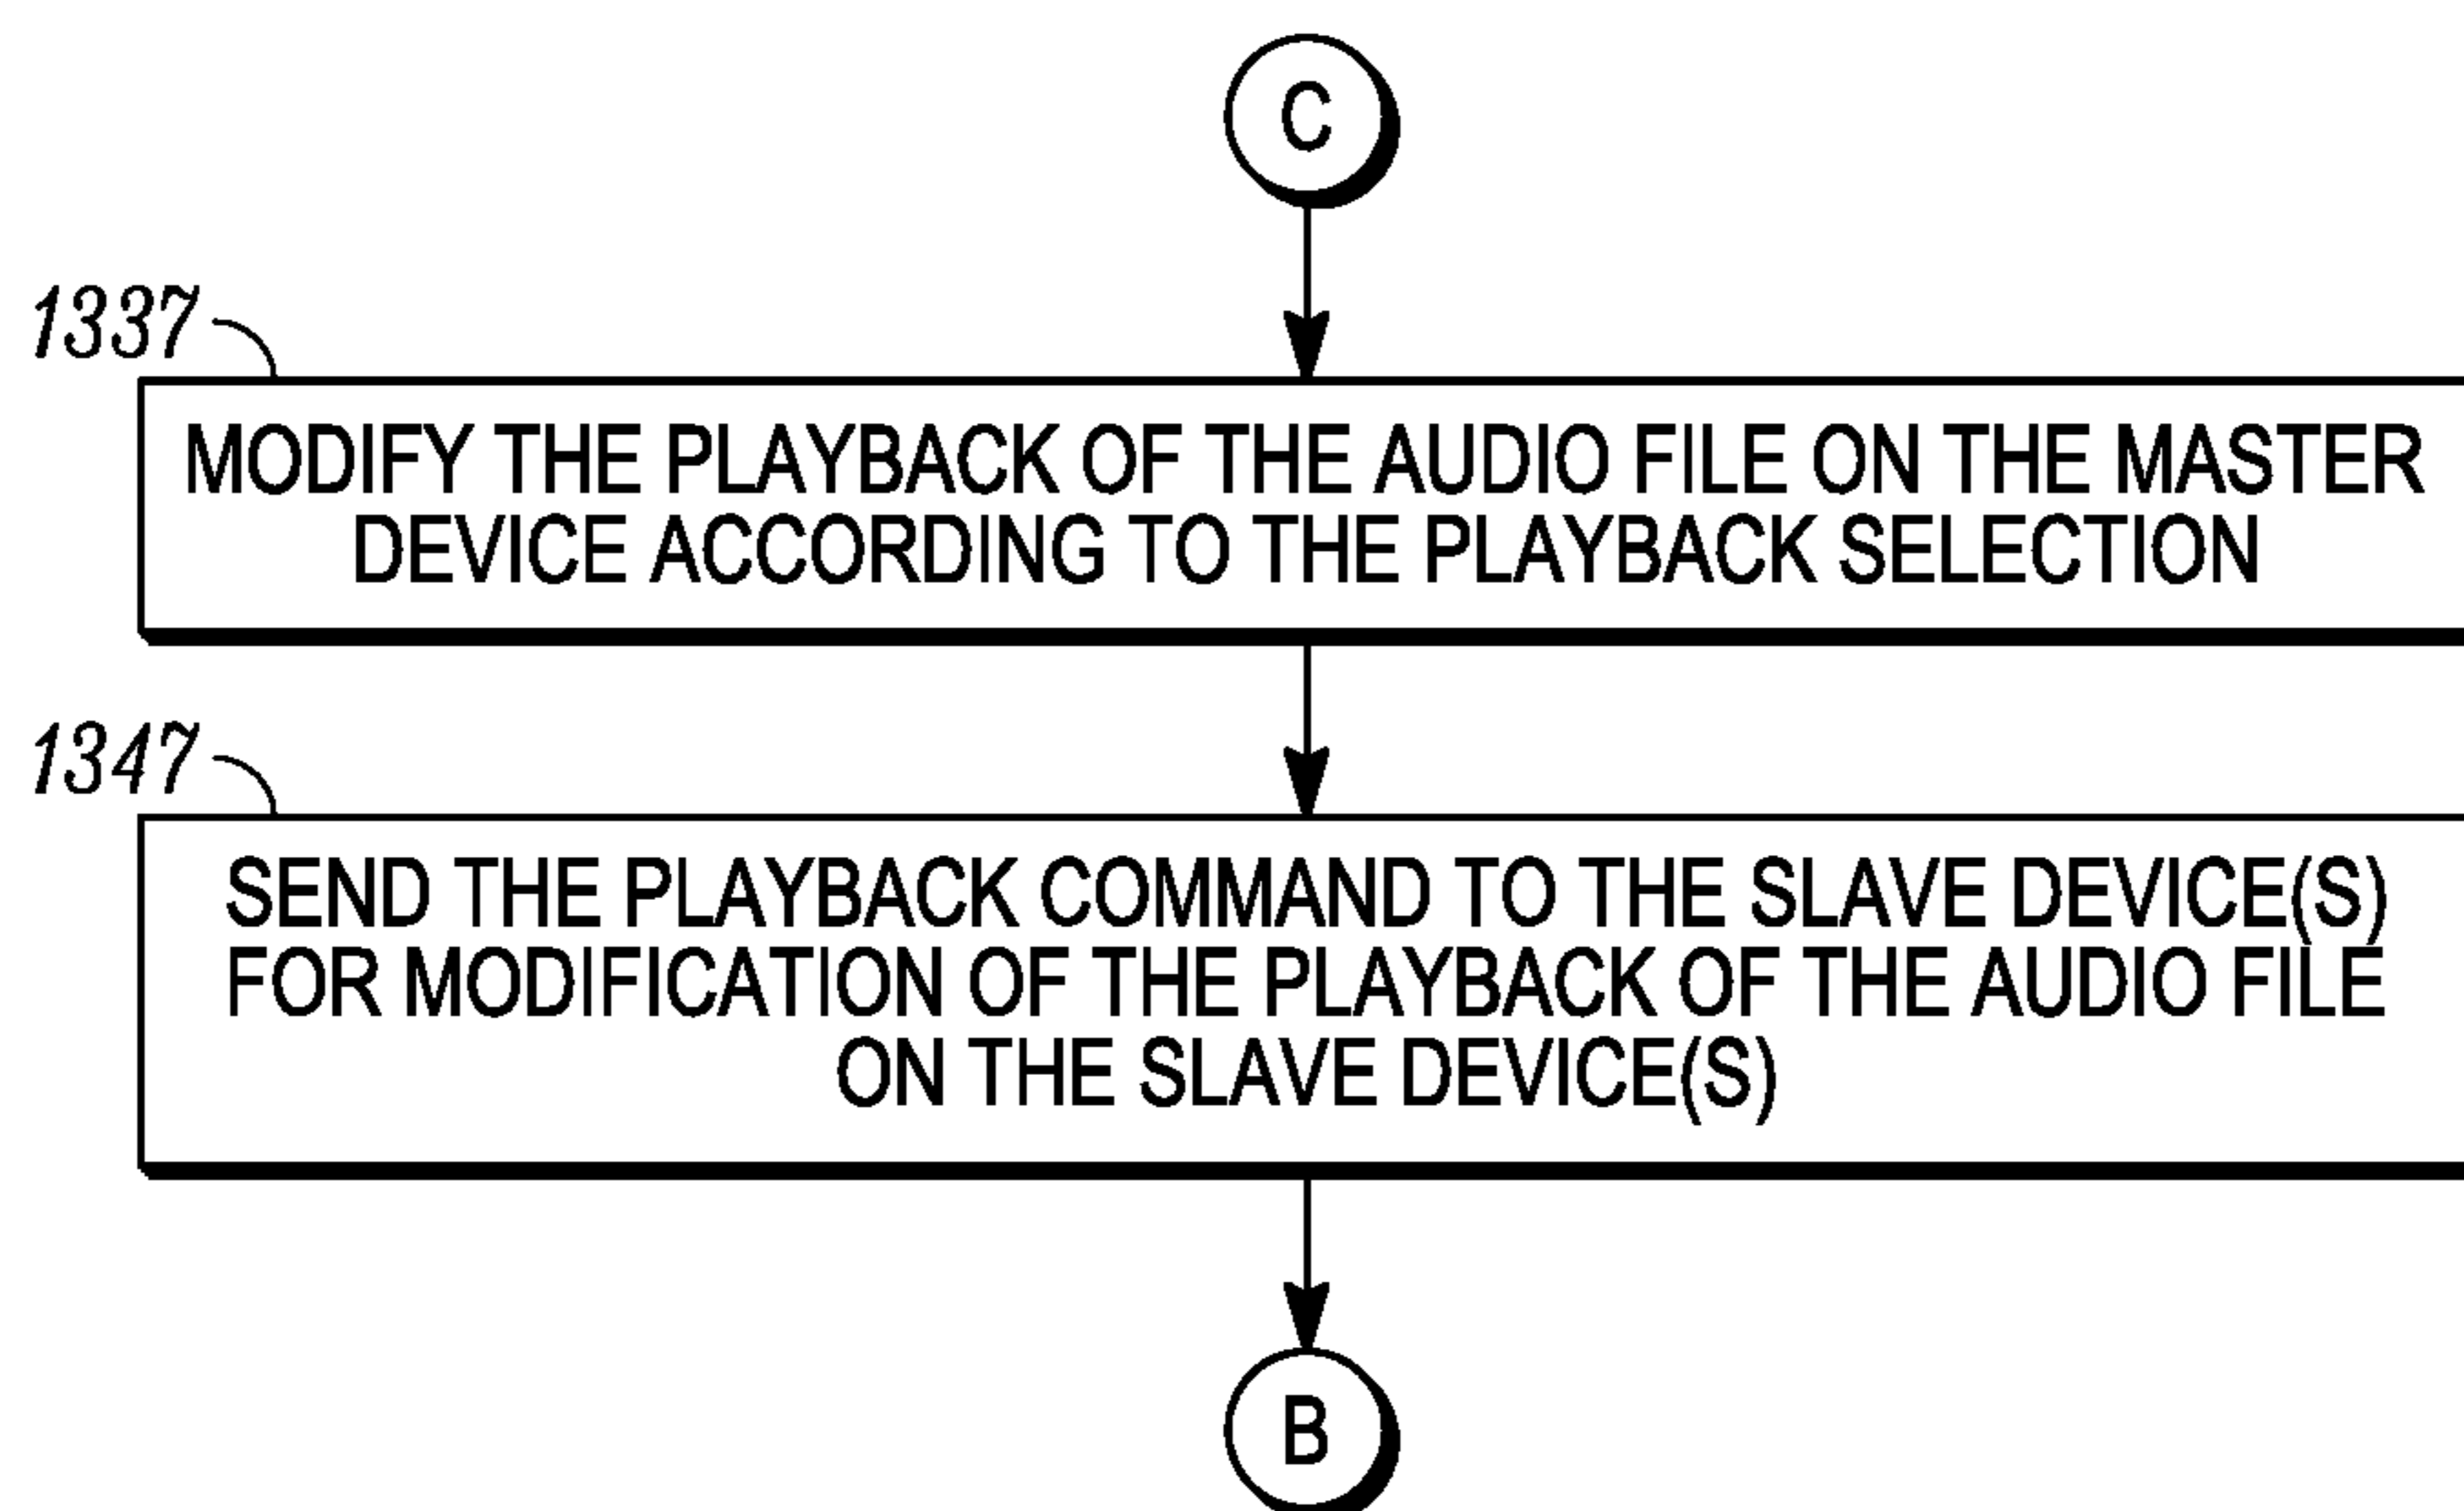 C
1337
MODIFY THE PLAYBACK OF THE AUDIO FILE ON THE MASTER
DEVICE ACCORDING TO THE PLAYBACK SELECTION
1347
SEND THE PLAYBACK COMMAND TO THE SLAVE DEVICE(S)
FOR MODIFICATION OF THE PLAYBACK OF THE AUDIO FILE
ON THE SLAVE DEVICE(S)
B